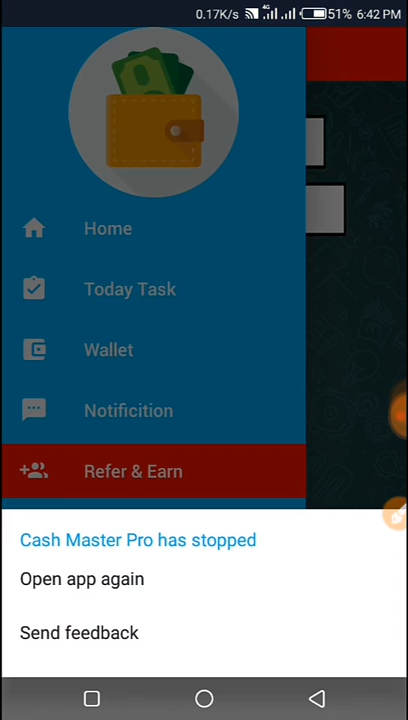 0.17K/s 4G 51% 6:42 PM
Home
Today Task
Wallet
Notificition
Refer & Earn
Cash Master Pro has stopped
Open app again
Send feedback